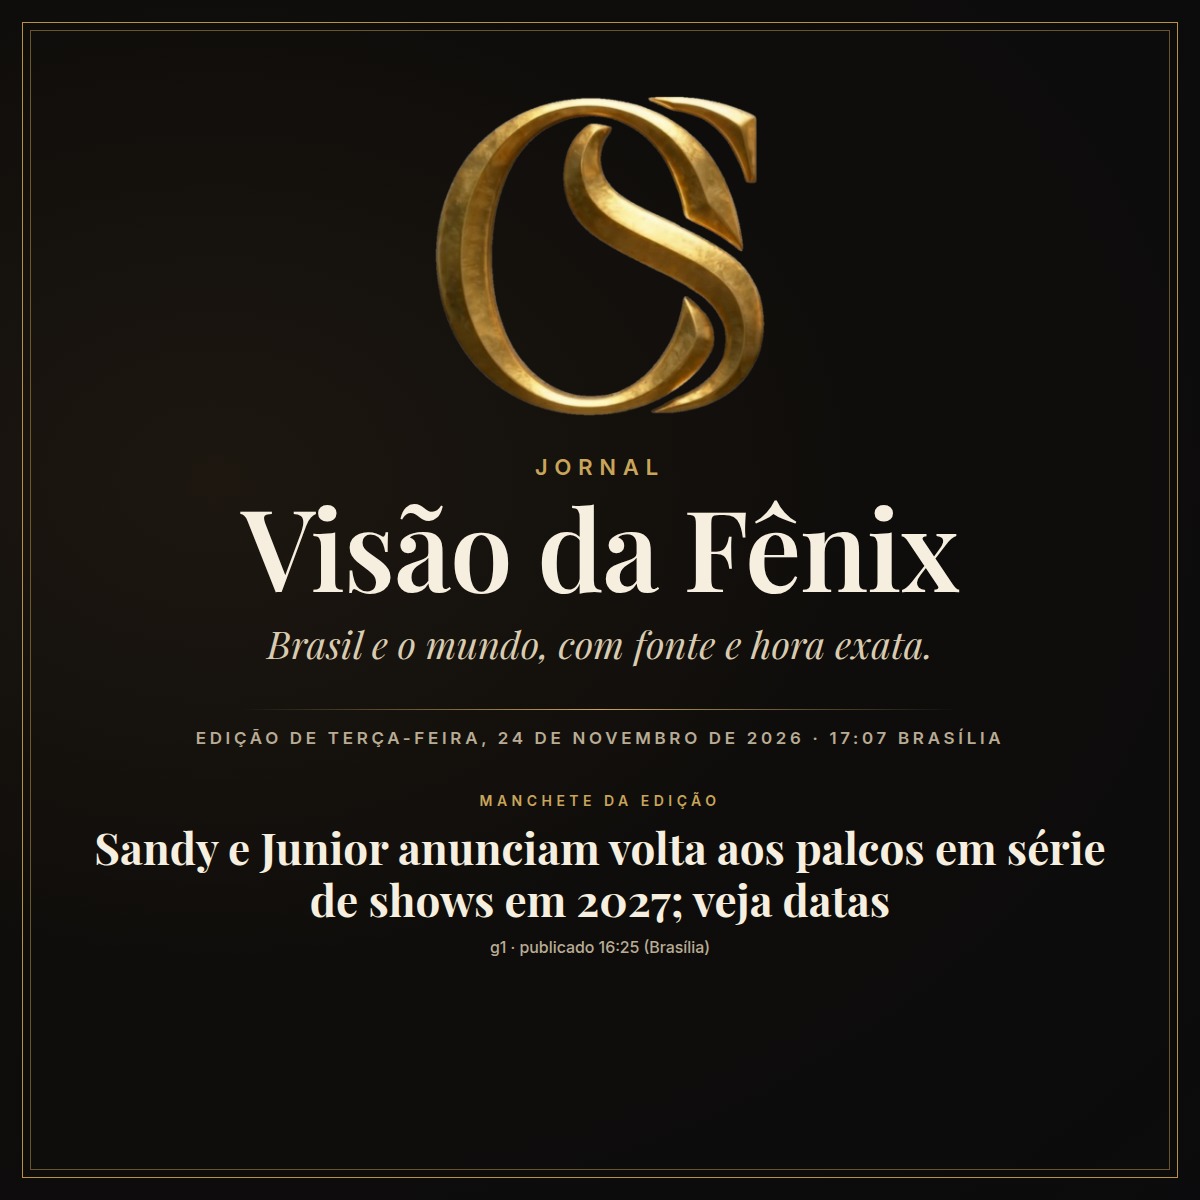 CS
JORNAL
Visão da Fênix
Brasil e o mundo, com fonte e hora exata.
EDIÇÃO DE TERÇA-FEIRA, 24 DE NOVEMBRO DE 2026 · 17:07 BRASÍLIA
MANCHETE DA EDIÇÃO
Sandy e Junior anunciam volta aos palcos em série
de shows em 2027; veja datas
g1 · publicado 16:25 (Brasília)